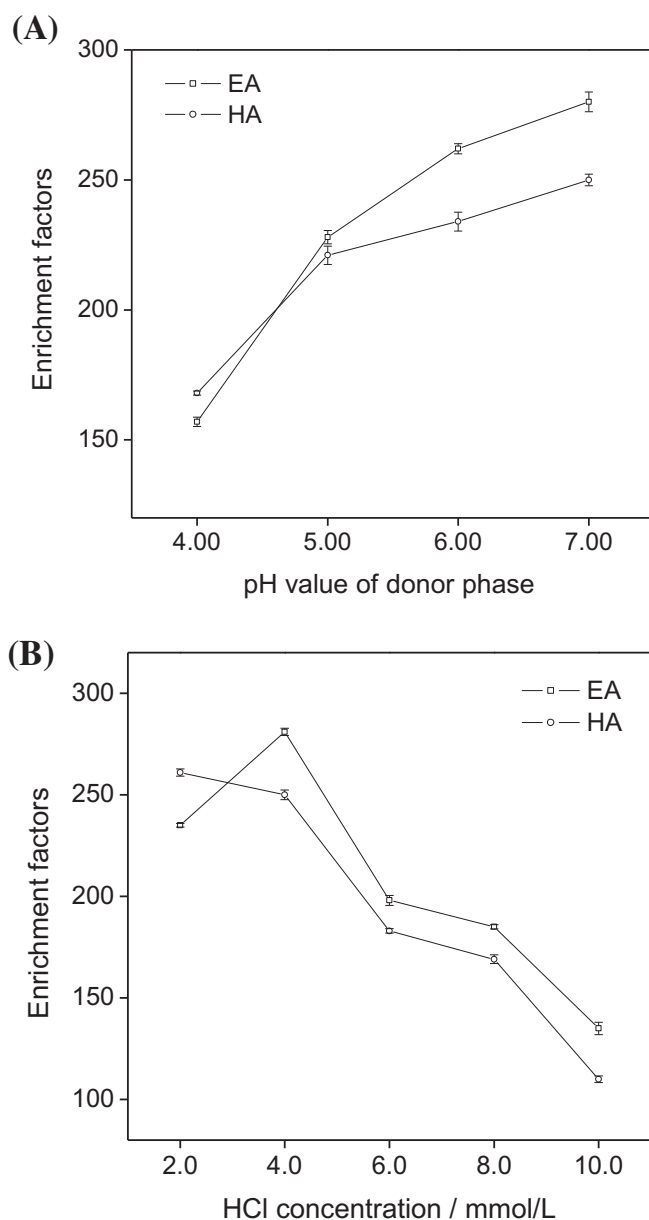 (A)
300
250
200
150
Enrichment factors
EA
HA
4.00 5.00 6.00 7.00
pH value of donor phase
(B)
300
250
200
150
100
Enrichment factors
EA
HA
2.0 4.0 6.0 8.0 10.0
HCl concentration / mmol/L